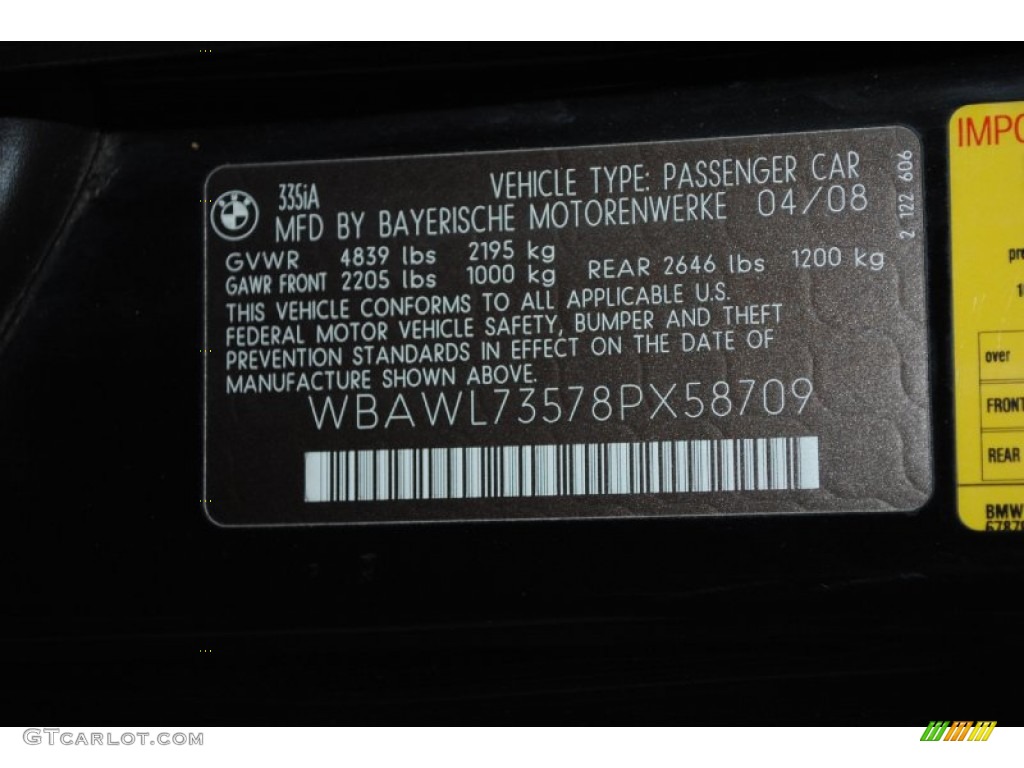 335iA
VEHICLE TYPE: PASSENGER CAR
MFD BY BAYERISCHE MOTORENWERKE 04/08
2 122 606
GVWR 4839 lbs 2195 kg
GAWR FRONT 2205 lbs 1000 kg REAR 2646 lbs 1200 kg
THIS VEHICLE CONFORMS TO ALL APPLICABLE U.S.
FEDERAL MOTOR VEHICLE SAFETY, BUMPER AND THEFT
PREVENTION STANDARDS IN EFFECT ON THE DATE OF
MANUFACTURE SHOWN ABOVE.
WBAWL73578PX58709
IMPO
pre
over
FRONT
REAR
BMW
GTCARLOT.COM